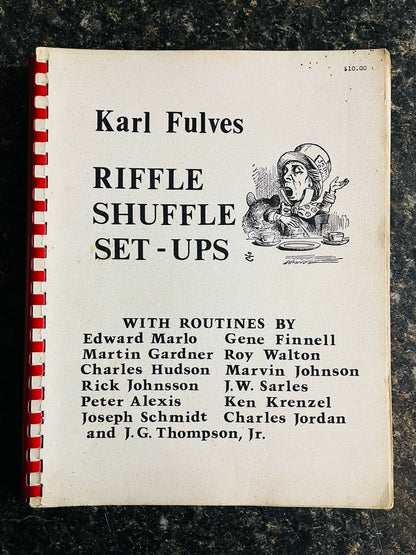 $10.00
Karl Fulves
RIFFLE
SHUFFLE
SET-UPS
WITH ROUTINES BY
Edward Marlo Gene Finnell
Martin Gardner Roy Walton
Charles Hudson Marvin Johnson
Rick Johnsson J.W. Sarles
Peter Alexis Ken Krenzel
Joseph Schmidt Charles Jordan
and J.G. Thompson, Jr.